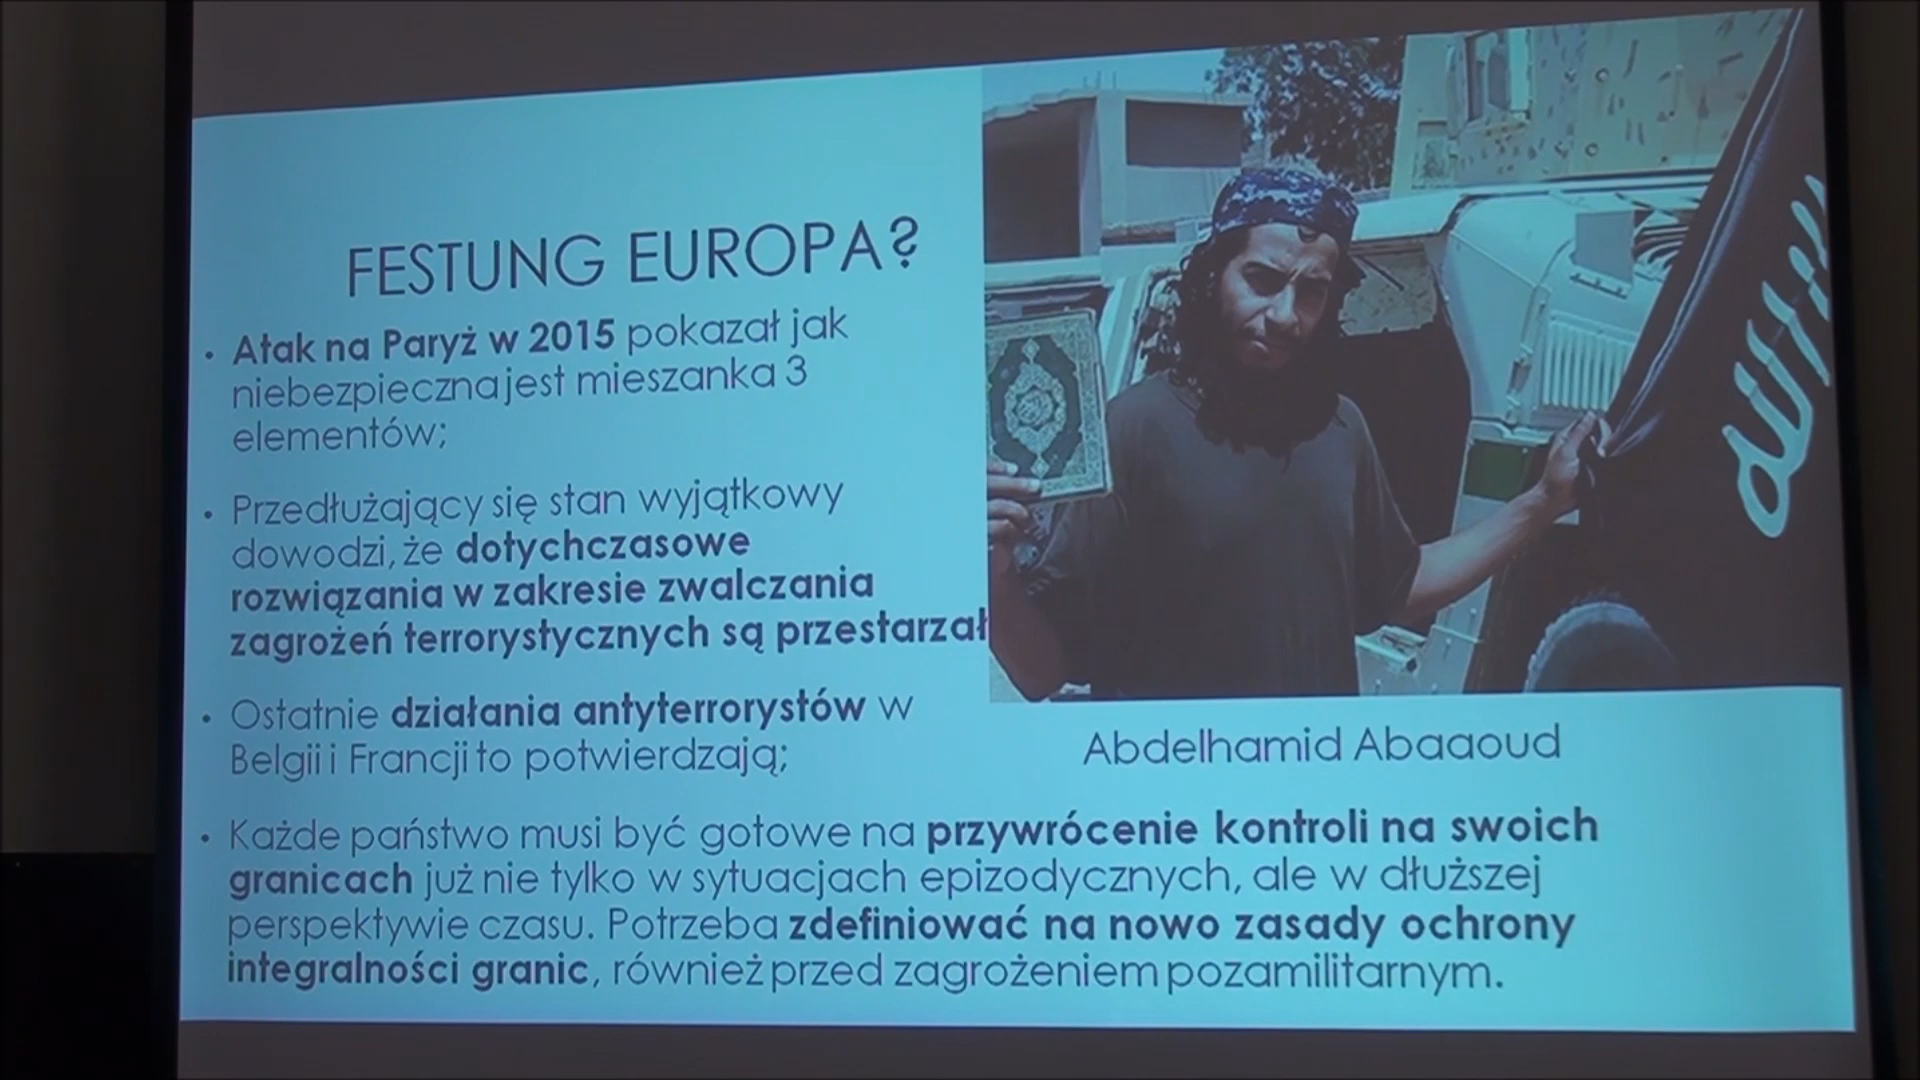 FESTUNG EUROPA?
• Atak na Paryż w 2015 pokazał jak
niebezpieczna jest mieszanka 3
elementów;
• Przedłużający się stan wyjątkowy
dowodzi, że dotychczasowe
rozwiązania w zakresie zwalczania
zagrożeń terrorystycznych są przestarzał
• Ostatnie działania antyterrorystów w
Belgii i Francji to potwierdzają;
Abdelhamid Abaaoud
• Każde państwo musi być gotowe na przywrócenie kontroli na swoich
granicach już nie tylko w sytuacjach epizodycznych, ale w dłuższej
perspektywie czasu. Potrzeba zdefiniować na nowo zasady ochrony
integralności granic, również przed zagrożeniem pozamilitarnym.